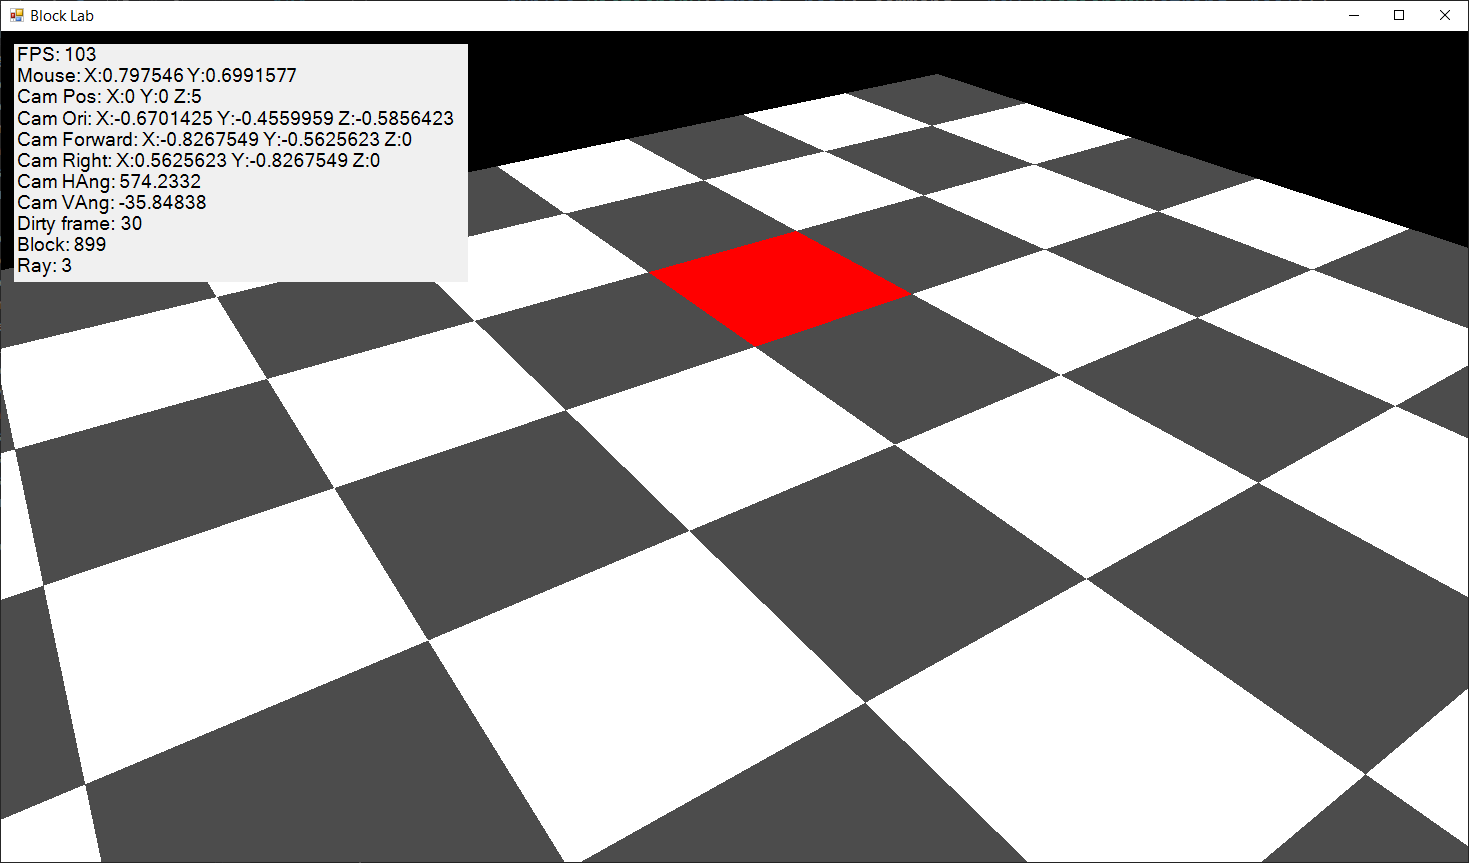 Block Lab
FPS: 103
Mouse: X:0.797546 Y:0.6991577
Cam Pos: X:0 Y:0 Z:5
Cam Ori: X:-0.6701425 Y:-0.4559959 Z:-0.5856423
Cam Forward: X:-0.8267549 Y:-0.5625623 Z:0
Cam Right: X:0.5625623 Y:-0.8267549 Z:0
Cam HAng: 574.2332
Cam VAng: -35.84838
Dirty frame: 30
Block: 899
Ray: 3